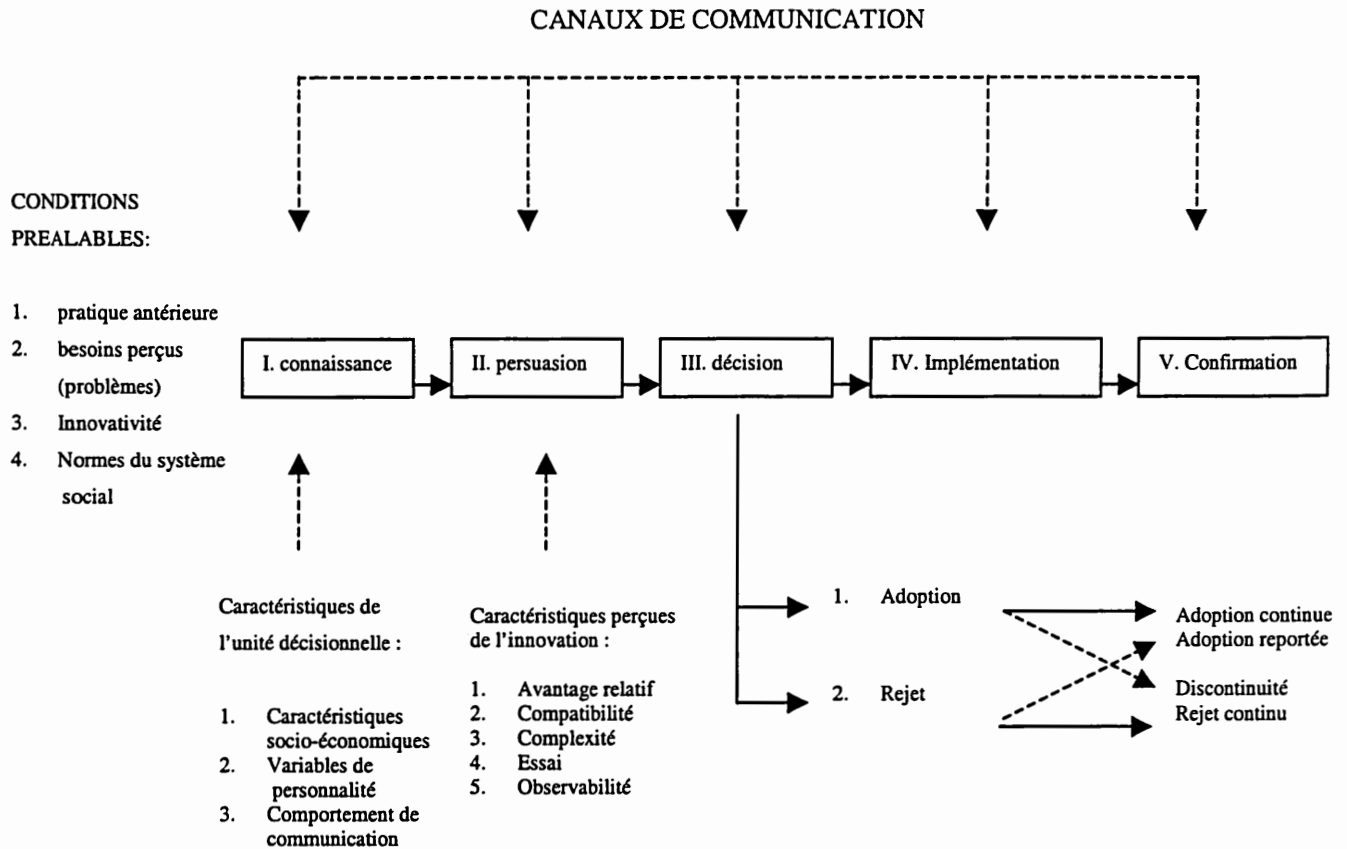 CANAUX DE COMMUNICATION
CONDITIONS
PREALABLES:
1. pratique antérieure
2. besoins perçus
(problèmes)
3. Innovativité
4. Normes du système
social
I. connaissance
II. persuasion
III. décision
IV. Implémentation
V. Confirmation
Caractéristiques de
l'unité décisionnelle :
1. Caractéristiques
socio-économiques
2. Variables de
personnalité
3. Comportement de
communication
Caractéristiques perçues
de l'innovation :
1. Avantage relatif
2. Compatibilité
3. Complexité
4. Essai
5. Observabilité
1. Adoption
2. Rejet
Adoption continue
Adoption reportée
Discontinuité
Rejet continu